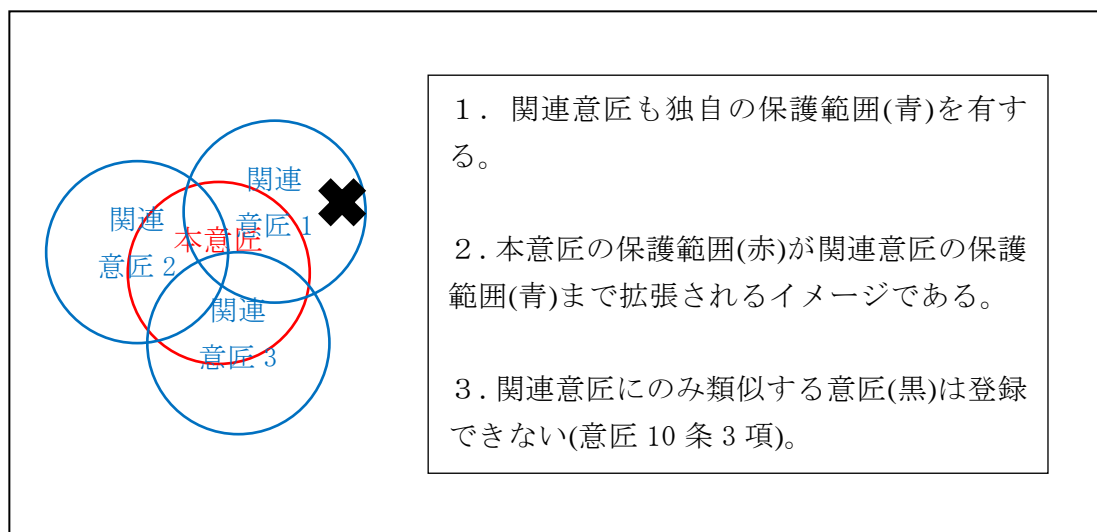 関連
意匠 1
本意匠
関連
意匠 2
関連
意匠 3
１．関連意匠も独自の保護範囲(青)を有す
る。
２.本意匠の保護範囲(赤)が関連意匠の保護
範囲(青)まで拡張されるイメージである。
３.関連意匠にのみ類似する意匠(黒)は登録
できない(意匠 10 条 3 項)。